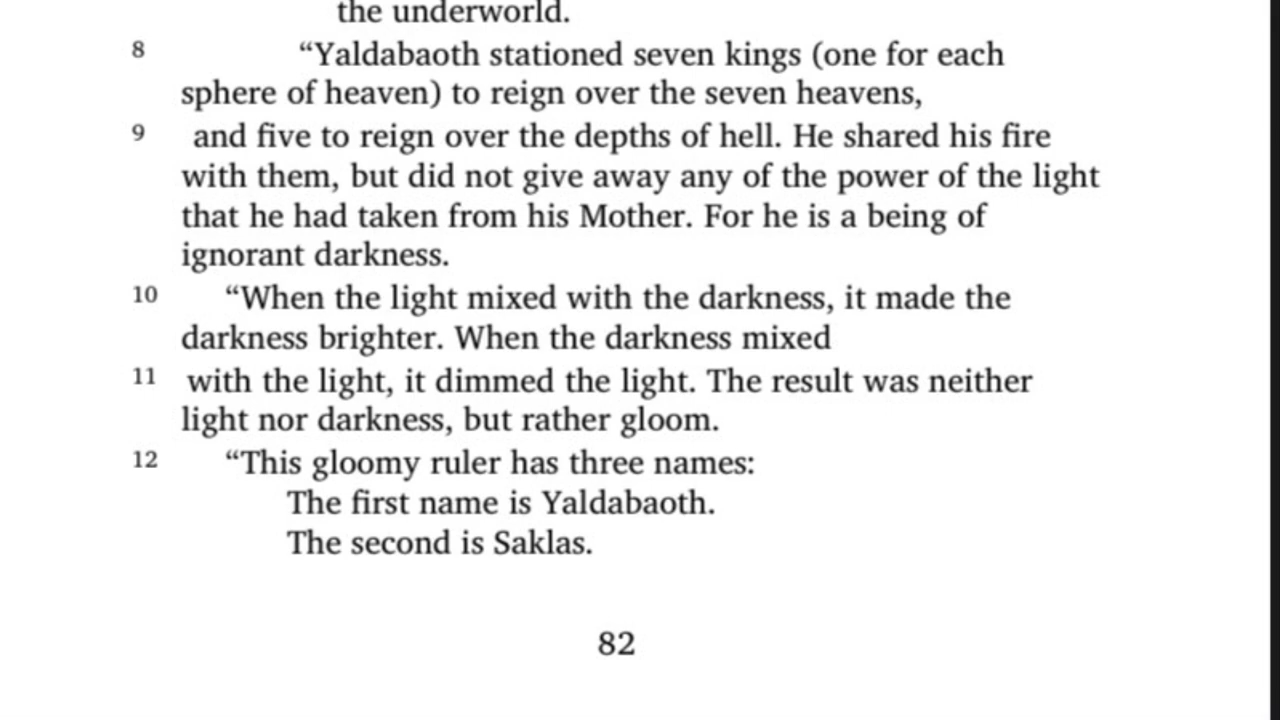 the underworld.
8 “Yaldabaoth stationed seven kings (one for each
sphere of heaven) to reign over the seven heavens,
9 and five to reign over the depths of hell. He shared his fire
with them, but did not give away any of the power of the light
that he had taken from his Mother. For he is a being of
ignorant darkness.
10 “When the light mixed with the darkness, it made the
darkness brighter. When the darkness mixed
11 with the light, it dimmed the light. The result was neither
light nor darkness, but rather gloom.
12 “This gloomy ruler has three names:
The first name is Yaldabaoth.
The second is Saklas.
82